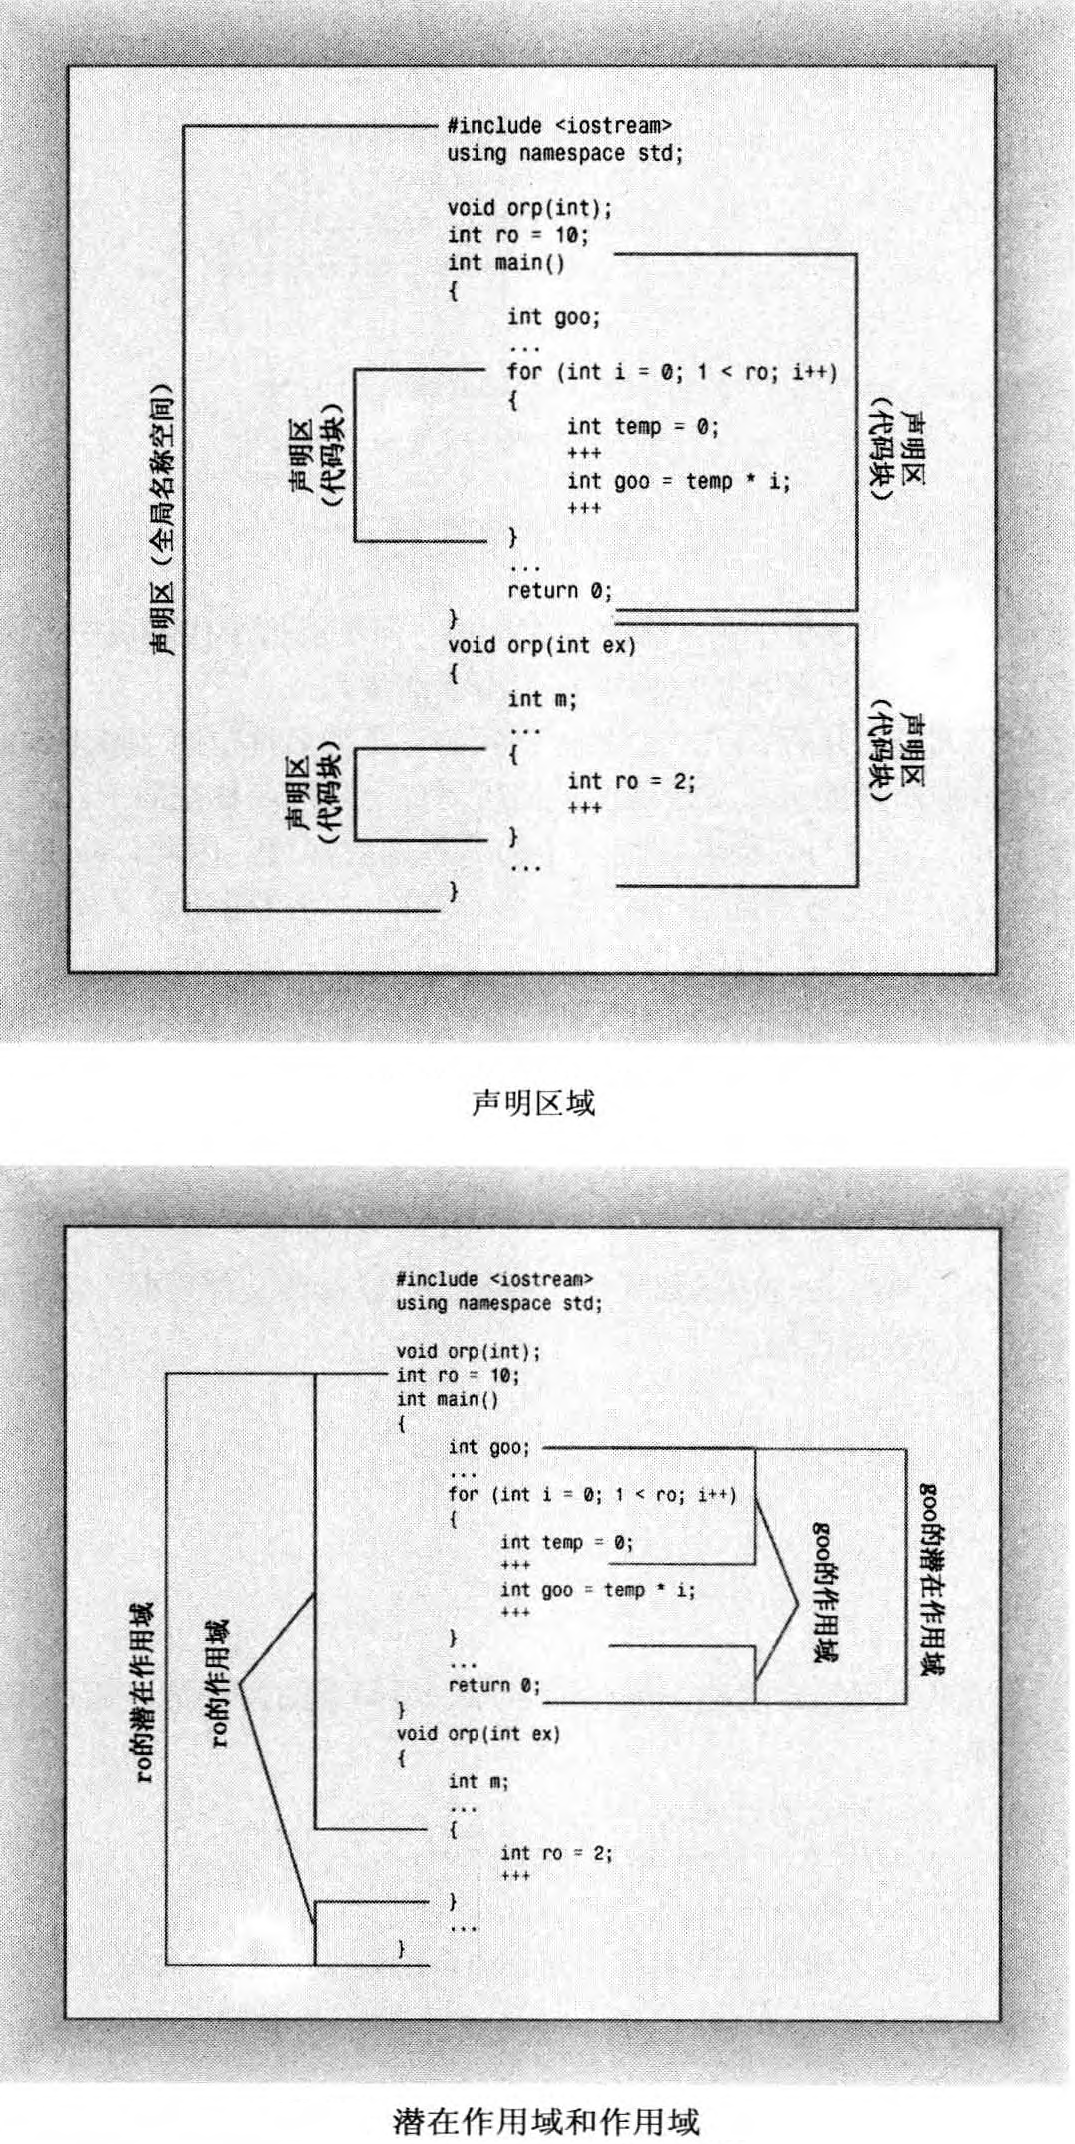 #include <iostream>
using namespace std;
void orp(int);
int ro = 10;
int main()
{
int goo;
...
for (int i = 0; 1 < ro; i++)
{
int temp = 0;
+++
int goo = temp * i;
+++
}
...
return 0;
}
void orp(int ex)
{
int m;
...
{
int ro = 2;
+++
}
...
}
声明区（全局名称空间）
声明区
（代码块）
声明区
（代码块）
声明区
（代码块）
声明区
（代码块）
声明区域
#include <iostream>
using namespace std;
void orp(int);
int ro = 10;
int main()
{
int goo;
...
for (int i = 0; 1 < ro; i++)
{
int temp = 0;
+++
int goo = temp * i;
+++
}
...
return 0;
}
void orp(int ex)
{
int m;
...
{
int ro = 2;
+++
}
...
}
ro的潜在作用域
ro的作用域
goo的作用域
goo的潜在作用域
潜在作用域和作用域